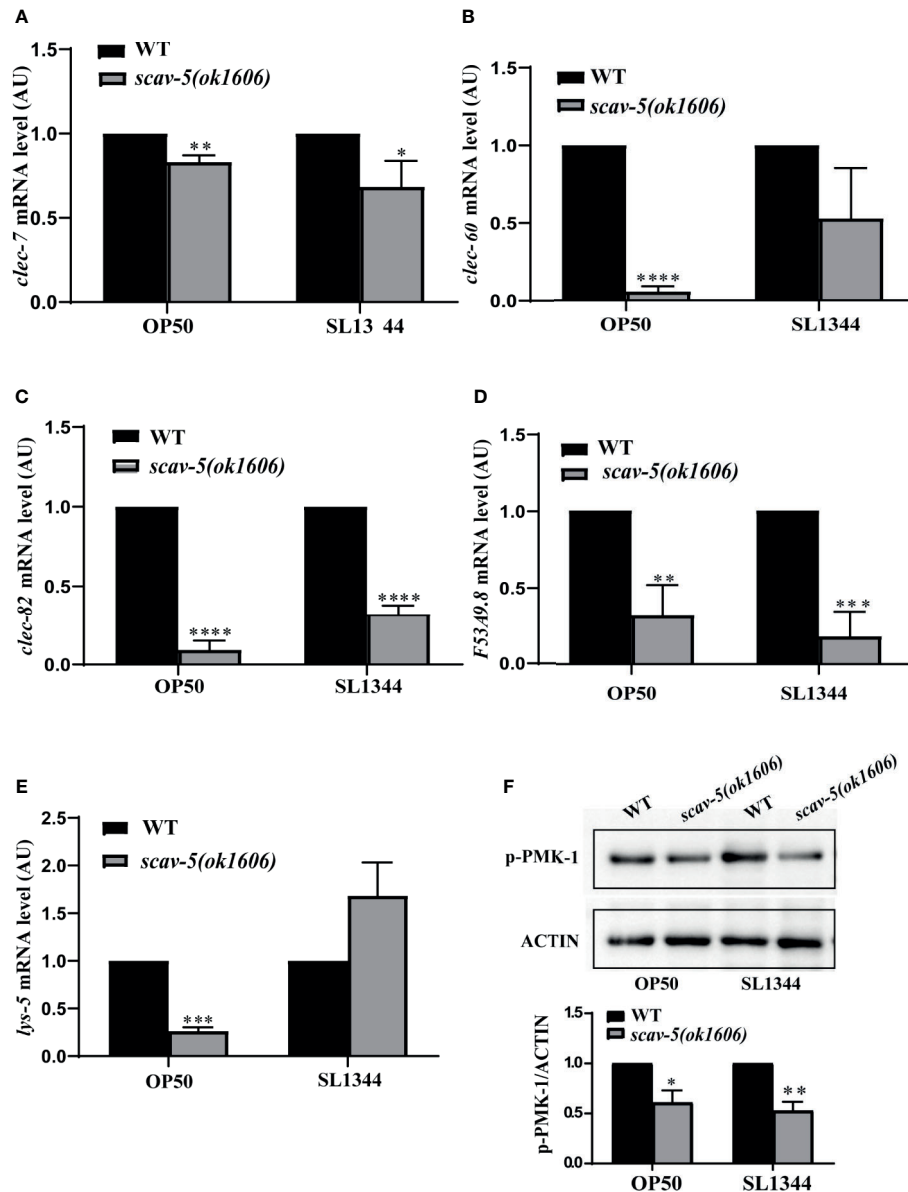 A
clec-7 mRNA level (AU)
1.5
1.0
0.5
0.0
WT
scav-5(ok1606)
**
*
OP50
SL13 44
B
clec-60 mRNA level (AU)
1.5
1.0
0.5
0.0
WT
scav-5(ok1606)
****
OP50
SL1344
C
clec-82 mRNA level (AU)
1.5
1.0
0.5
0.0
WT
scav-5(ok1606)
****
****
OP50
SL1344
D
F53A9.8 mRNA level (AU)
1.5
1.0
0.5
0.0
WT
scav-5(ok1606)
**
***
OP50
SL1344
E
lys-5 mRNA level (AU)
2.5
2.0
1.5
1.0
0.5
0.0
WT
scav-5(ok1606)
***
OP50
SL1344
F
WT
scav-5(ok1606)
WT
scav-5(ok1606)
p-PMK-1
ACTIN
OP50
SL1344
p-PMK-1/ACTIN
1.5
1.0
0.5
0.0
WT
scav-5(ok1606)
*
**
OP50
SL1344